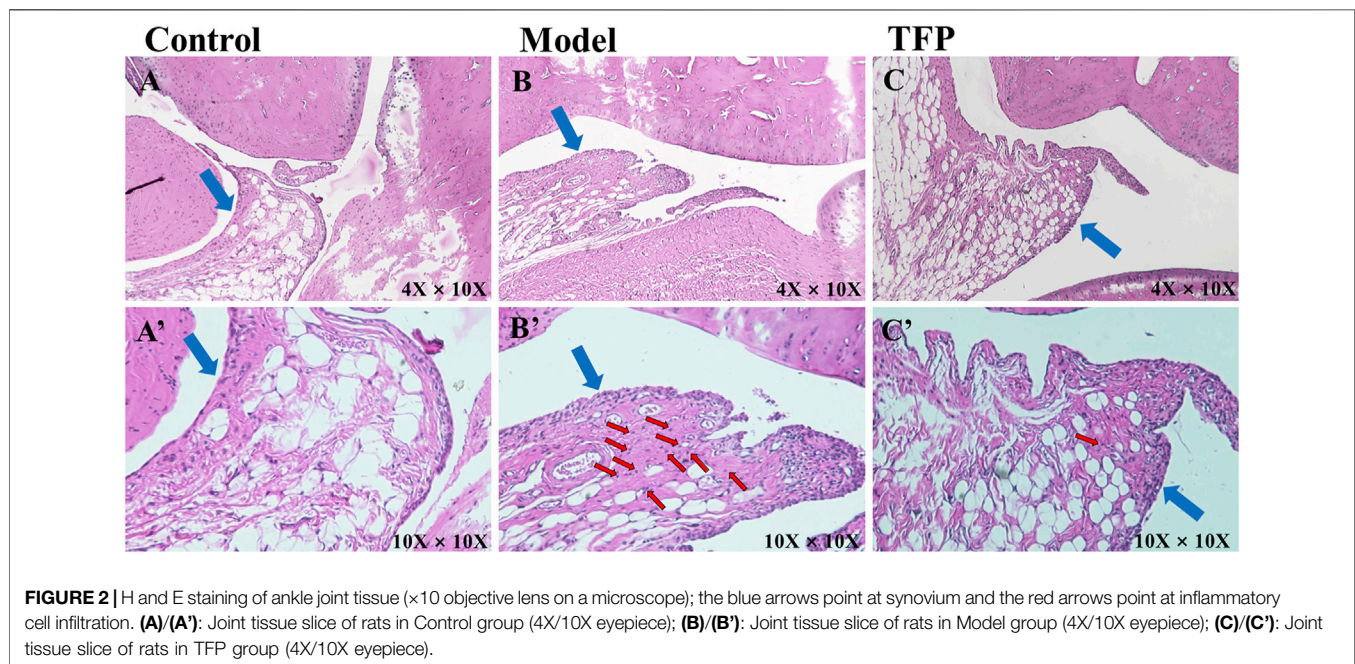 Control Model TFP
A B C
4X × 10X 4X × 10X 4X × 10X
A’ B’ C’
10X × 10X 10X × 10X 10X × 10X
FIGURE 2 | H and E staining of ankle joint tissue (×10 objective lens on a microscope); the blue arrows point at synovium and the red arrows point at inflammatory
cell infiltration. (A)/(A’): Joint tissue slice of rats in Control group (4X/10X eyepiece); (B)/(B’): Joint tissue slice of rats in Model group (4X/10X eyepiece); (C)/(C’): Joint
tissue slice of rats in TFP group (4X/10X eyepiece).